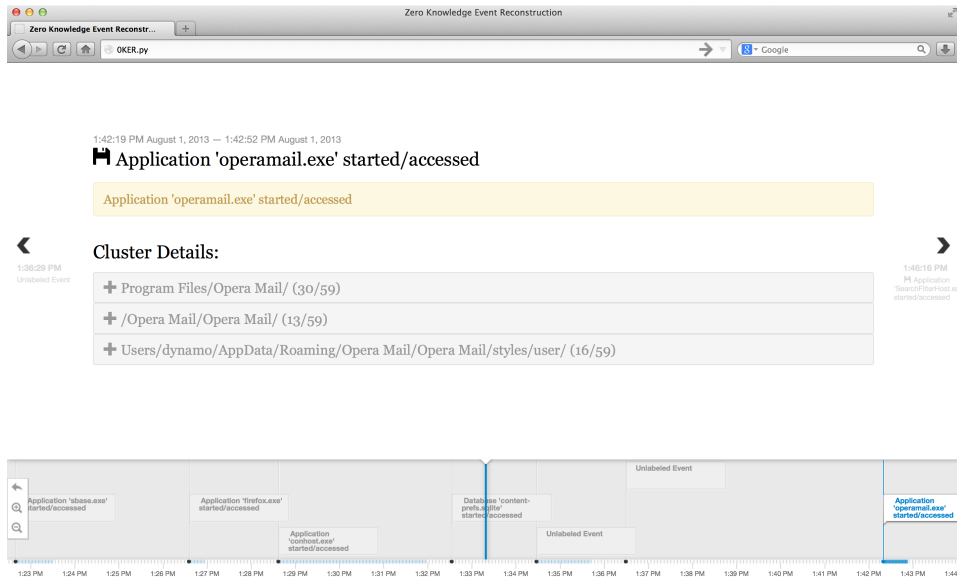 Zero Knowledge Event Reconstruction
Zero Knowledge Event Reconstr...
0KER.py
Google
1:42:19 PM August 1, 2013 — 1:42:52 PM August 1, 2013
Application 'operamail.exe' started/accessed
Application 'operamail.exe' started/accessed
Cluster Details:
Program Files/Opera Mail/ (30/59)
/Opera Mail/Opera Mail/ (13/59)
Users/dynamo/AppData/Roaming/Opera Mail/Opera Mail/styles/user/ (16/59)
1:36:29 PM
Unlabeled Event
1:46:16 PM
Application
'SearchFilterHost.ex
started/accessed
Unlabeled Event
Application 'sbase.exe'
started/accessed
Application 'firefox.exe'
started/accessed
Database 'content-
prefs.sqlite'
started/accessed
Application
'operamail.exe'
started/accessed
Application
'conhost.exe'
started/accessed
Unlabeled Event
1:23 PM 1:24 PM 1:25 PM 1:26 PM 1:27 PM 1:28 PM 1:29 PM 1:30 PM 1:31 PM 1:32 PM 1:33 PM 1:34 PM 1:35 PM 1:36 PM 1:37 PM 1:38 PM 1:39 PM 1:40 PM 1:41 PM 1:42 PM 1:43 PM 1:44